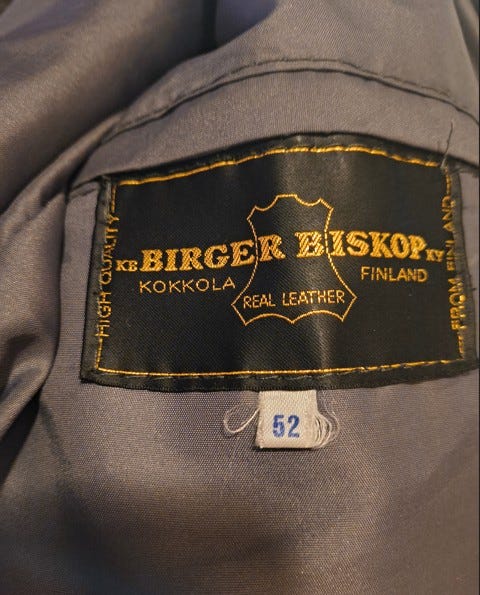 KB BIRGER BISKOP KY
KOKKOLA
FINLAND
REAL LEATHER
HIGH QUALITY
FROM FINLAND
52